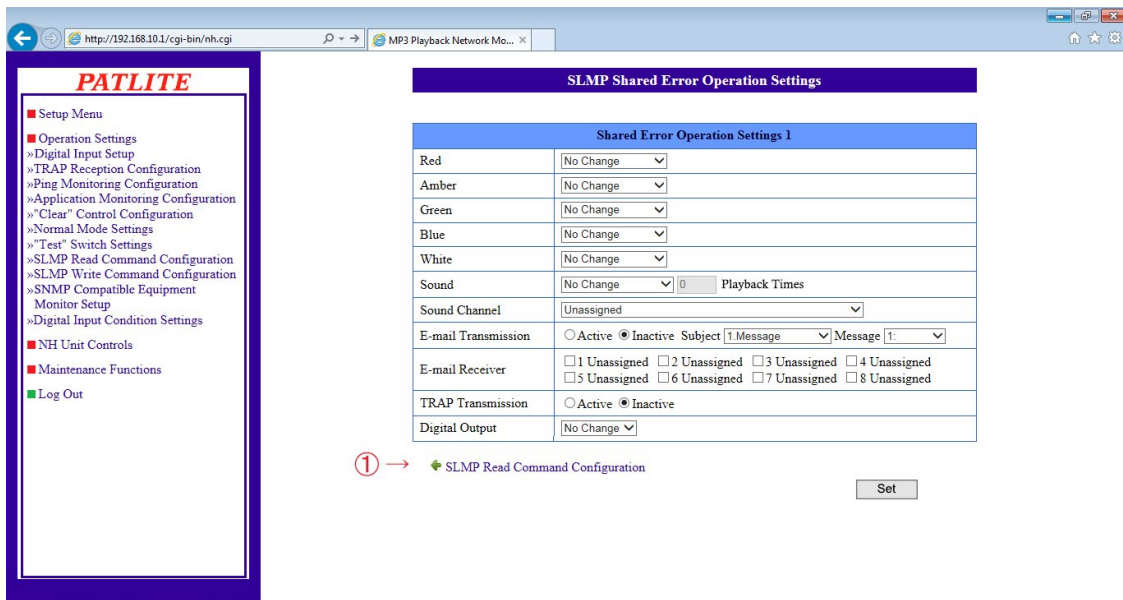 http://192.168.10.1/cgi-bin/nh.cgi
MP3 Playback Network Mo...
PATLITE
Setup Menu
Operation Settings
»Digital Input Setup
»TRAP Reception Configuration
»Ping Monitoring Configuration
»Application Monitoring Configuration
»"Clear" Control Configuration
»Normal Mode Settings
»"Test" Switch Settings
»SLMP Read Command Configuration
»SLMP Write Command Configuration
»SNMP Compatible Equipment
Monitor Setup
»Digital Input Condition Settings
NH Unit Controls
Maintenance Functions
Log Out
SLMP Shared Error Operation Settings
Shared Error Operation Settings 1
Red No Change
Amber No Change
Green No Change
Blue No Change
White No Change
Sound No Change 0 Playback Times
Sound Channel Unassigned
E-mail Transmission Active Inactive Subject 1.Message Message 1:
E-mail Receiver 1 Unassigned 2 Unassigned 3 Unassigned 4 Unassigned
5 Unassigned 6 Unassigned 7 Unassigned 8 Unassigned
TRAP Transmission Active Inactive
Digital Output No Change
① → SLMP Read Command Configuration
Set